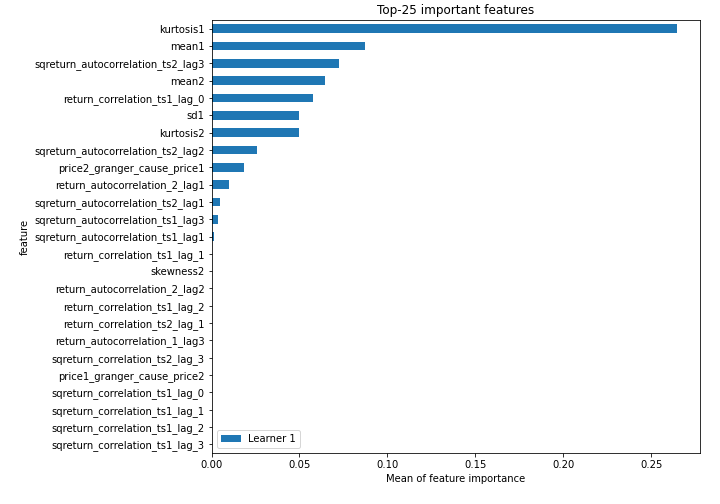 Top-25 important features
kurtosis1
mean1
sqreturn_autocorrelation_ts2_lag3
mean2
return_correlation_ts1_lag_0
sd1
kurtosis2
sqreturn_autocorrelation_ts2_lag2
price2_granger_cause_price1
return_autocorrelation_2_lag1
sqreturn_autocorrelation_ts2_lag1
sqreturn_autocorrelation_ts1_lag3
sqreturn_autocorrelation_ts1_lag1
return_correlation_ts1_lag_1
skewness2
return_autocorrelation_2_lag2
return_correlation_ts1_lag_2
return_correlation_ts2_lag_1
return_autocorrelation_1_lag3
sqreturn_correlation_ts2_lag_3
price1_granger_cause_price2
sqreturn_correlation_ts1_lag_0
sqreturn_correlation_ts1_lag_1
sqreturn_correlation_ts1_lag_2
sqreturn_correlation_ts1_lag_3
feature
Learner 1
0.00 0.05 0.10 0.15 0.20 0.25
Mean of feature importance